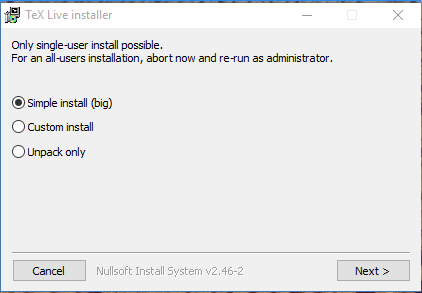 TeX Live installer
Only single-user install possible.
For an all-users installation, abort now and re-run as administrator.
Simple install (big)
Custom install
Unpack only
Cancel
Nullsoft Install System v2.46-2
Next >